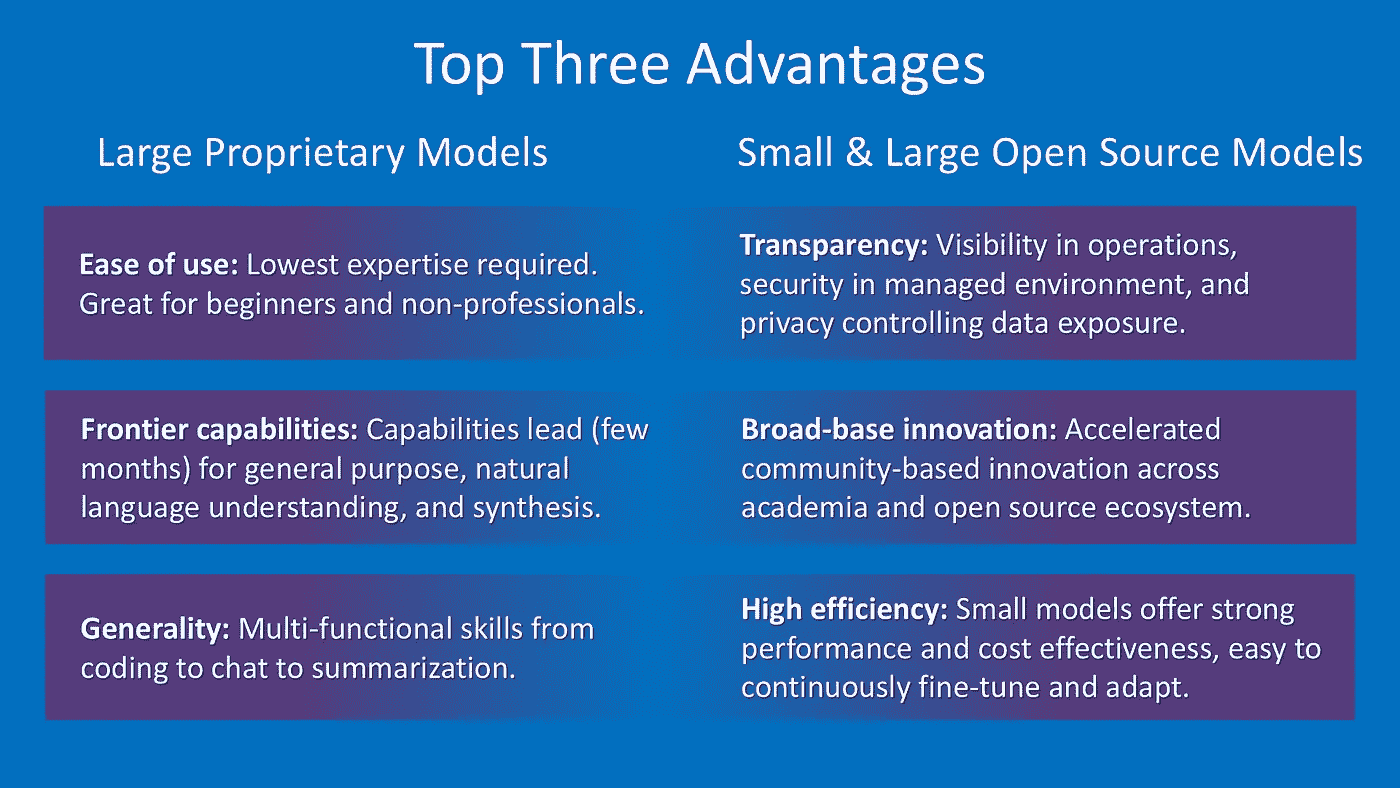 Top Three Advantages
Large Proprietary Models
Ease of use: Lowest expertise required.
Great for beginners and non-professionals.
Frontier capabilities: Capabilities lead (few
months) for general purpose, natural
language understanding, and synthesis.
Generality: Multi-functional skills from
coding to chat to summarization.
Small & Large Open Source Models
Transparency: Visibility in operations,
security in managed environment, and
privacy controlling data exposure.
Broad-base innovation: Accelerated
community-based innovation across
academia and open source ecosystem.
High efficiency: Small models offer strong
performance and cost effectiveness, easy to
continuously fine-tune and adapt.